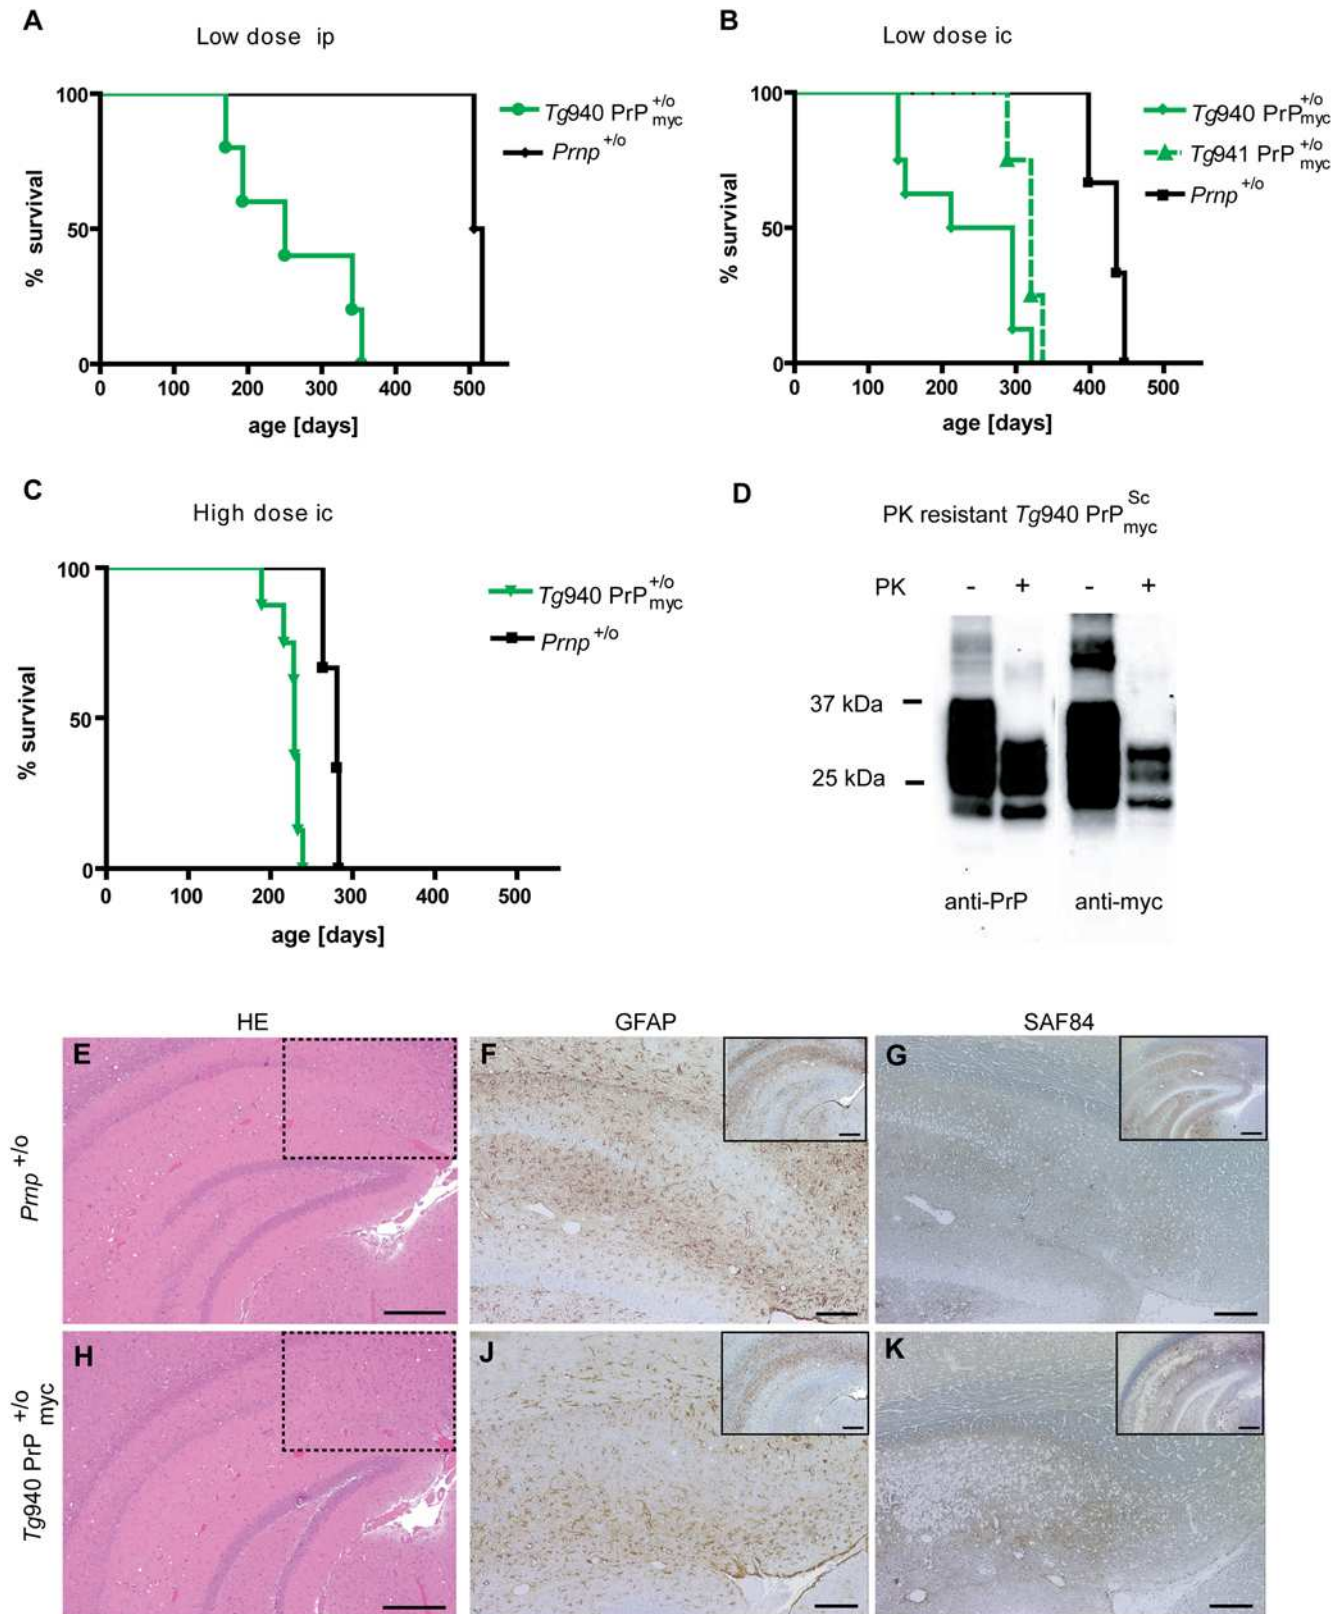 A
Low dose ip
100
50
0
% survival
0 100 200 300 400 500
age [days]
Tg940 PrP+/o myc
Prnp+/o
B
Low dose ic
100
50
0
% survival
0 100 200 300 400 500
age [days]
Tg940 PrP+/o myc
Tg941 PrP+/o myc
Prnp+/o
C
High dose ic
100
50
0
% survival
0 100 200 300 400 500
age [days]
Tg940 PrP+/o myc
Prnp+/o
D
PK resistant Tg940 PrP Sc myc
PK - + - +
37 kDa
25 kDa
anti-PrP anti-myc
HE GFAP SAF84
Prnp+/o
E F G
Tg940 PrP+/o myc
H J K